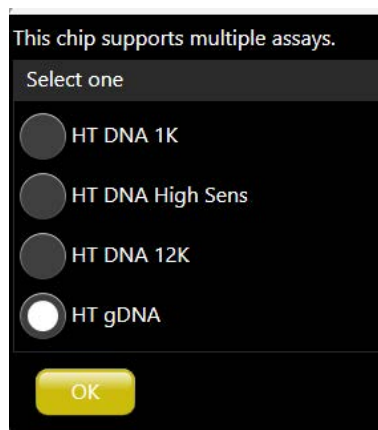 This chip supports multiple assays.
Select one
HT DNA 1K
HT DNA High Sens
HT DNA 12K
HT gDNA
OK